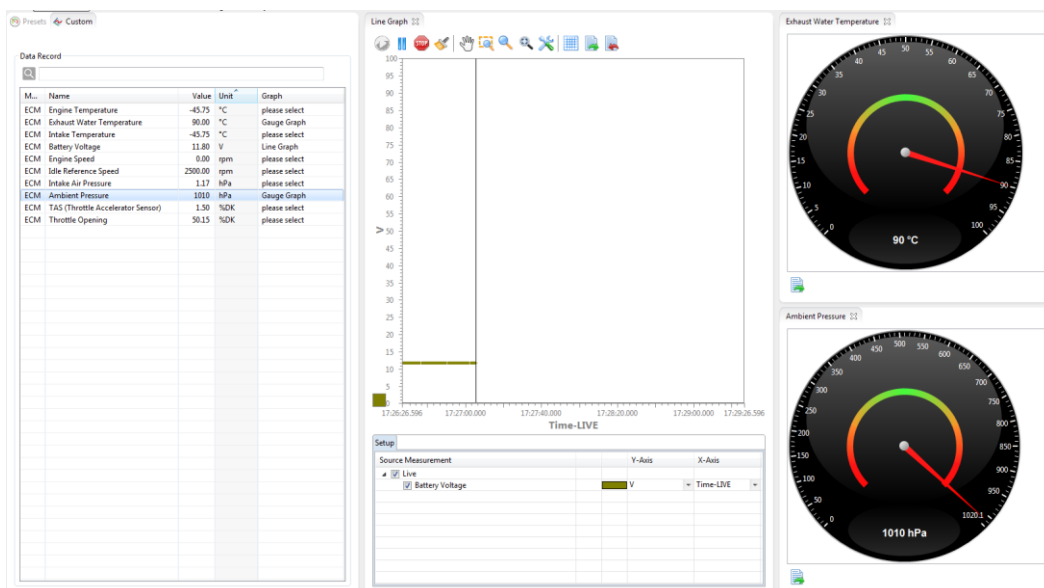 Presets
Custom
Data Record
M... Name Value Unit Graph
ECM Engine Temperature -45.75 °C please select
ECM Exhaust Water Temperature 90.00 °C Gauge Graph
ECM Intake Temperature -45.75 °C please select
ECM Battery Voltage 11.80 V Line Graph
ECM Engine Speed 0.00 rpm please select
ECM Idle Reference Speed 2500.00 rpm please select
ECM Intake Air Pressure 1.17 hPa please select
ECM Ambient Pressure 1010 hPa Gauge Graph
ECM TAS (Throttle Accelerator Sensor) 1.50 %DK please select
ECM Throttle Opening 50.15 %DK please select
Line Graph
STOP
100
95
90
85
80
75
70
65
60
55
V 50
45
40
35
30
25
20
15
10
5
0
17:26:26.596 17:27:00.000 17:27:40.000 17:28:20.000 17:29:00.000 17:29:26.596
Time-LIVE
Setup
Source Measurement Y-Axis X-Axis
Live
Battery Voltage V Time-LIVE
Exhaust Water Temperature
0
5
10
15
20
25
30
35
40
45
50
55
60
65
70
75
80
85
90
95
100
90 °C
Ambient Pressure
0
50
100
150
200
250
300
350
400
450
500
550
600
650
700
750
800
850
900
950
1020.1
1010 hPa